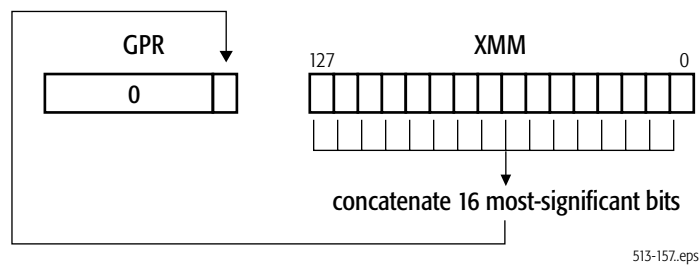 GPR XMM
127 0
0
concatenate 16 most-significant bits
513-157..eps